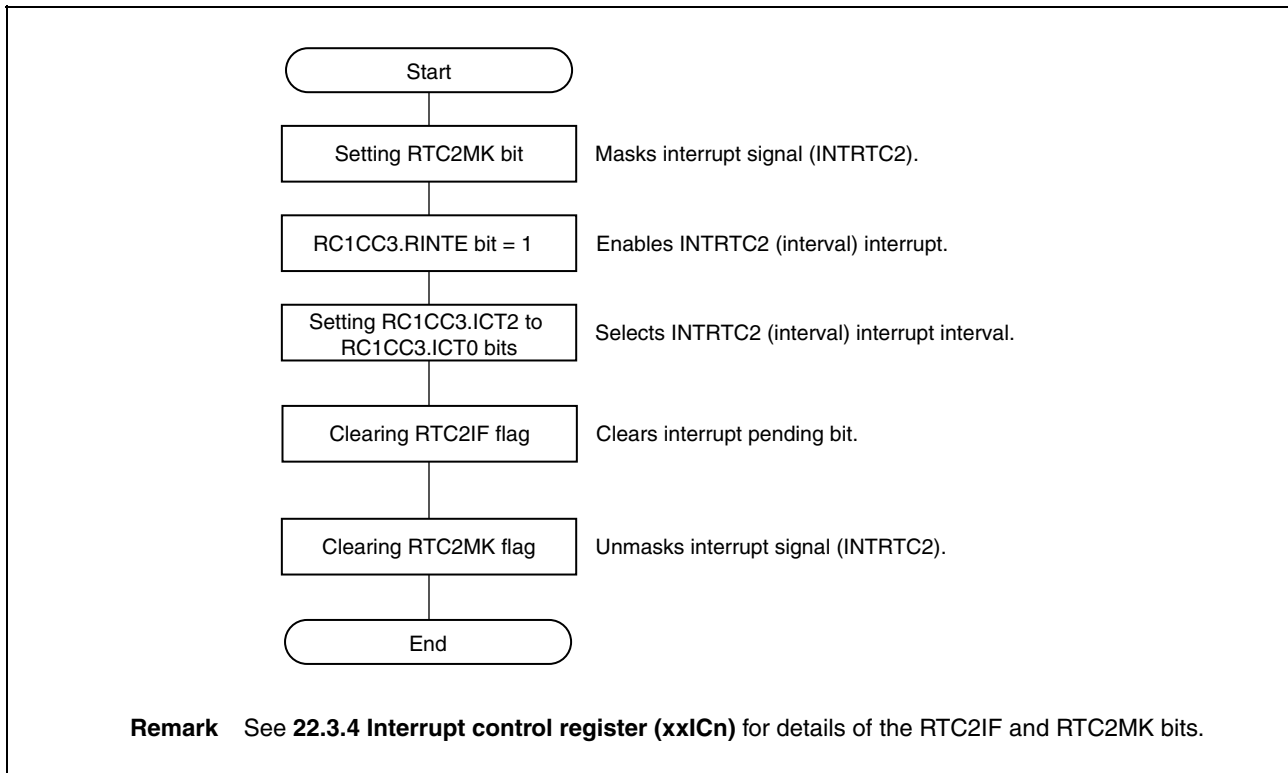 Start
Setting RTC2MK bit
Masks interrupt signal (INTRTC2).
RC1CC3.RINTE bit = 1
Enables INTRTC2 (interval) interrupt.
Setting RC1CC3.ICT2 to
RC1CC3.ICT0 bits
Selects INTRTC2 (interval) interrupt interval.
Clearing RTC2IF flag
Clears interrupt pending bit.
Clearing RTC2MK flag
Unmasks interrupt signal (INTRTC2).
End
Remark See 22.3.4 Interrupt control register (xxICn) for details of the RTC2IF and RTC2MK bits.